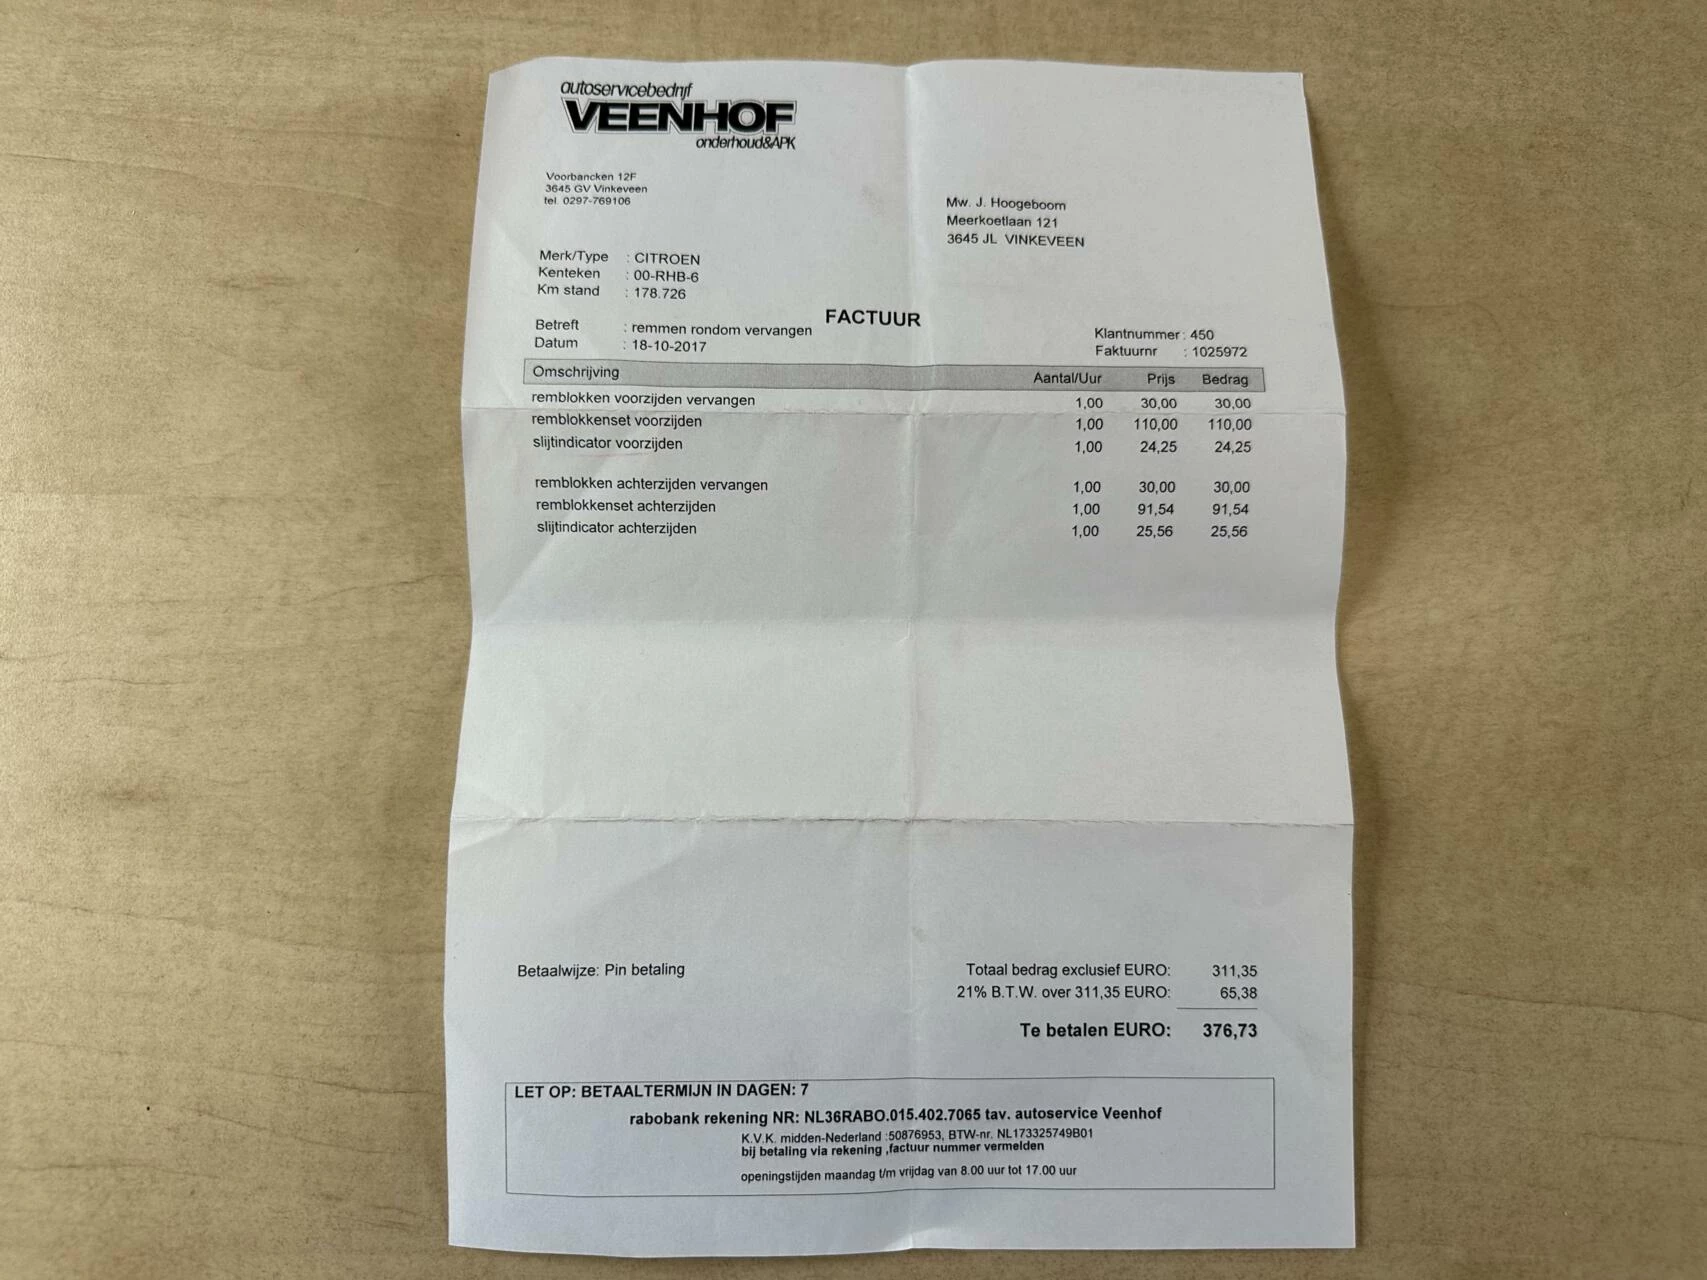 autoservicebedrijf
VEENHOF
onderhoud&APK
Voorbancken 12F
3645 GV Vinkeveen
tel. 0297-769106
Mw. J. Hoogeboom
Meerkoetlaan 121
3645 JL VINKEVEEN
Merk/Type : CITROEN
Kenteken : 00-RHB-6
Km stand : 178.726
FACTUUR
Betreft : remmen rondom vervangen
Datum : 18-10-2017
Klantnummer : 450
Faktuurnr : 1025972
Omschrijving Aantal/Uur Prijs Bedrag
remblokken voorzijden vervangen 1,00 30,00 30,00
remblokkenset voorzijden 1,00 110,00 110,00
slijtindicator voorzijden 1,00 24,25 24,25
remblokken achterzijden vervangen 1,00 30,00 30,00
remblokkenset achterzijden 1,00 91,54 91,54
slijtindicator achterzijden 1,00 25,56 25,56
Betaalwijze: Pin betaling
Totaal bedrag exclusief EURO: 311,35
21% B.T.W. over 311,35 EURO: 65,38
Te betalen EURO: 376,73
LET OP: BETAALTERMIJN IN DAGEN: 7
rabobank rekening NR: NL36RABO.015.402.7065 tav. autoservice Veenhof
K.V.K. midden-Nederland :50876953, BTW-nr. NL173325749B01
bij betaling via rekening ,factuur nummer vermelden
openingstijden maandag t/m vrijdag van 8.00 uur tot 17.00 uur